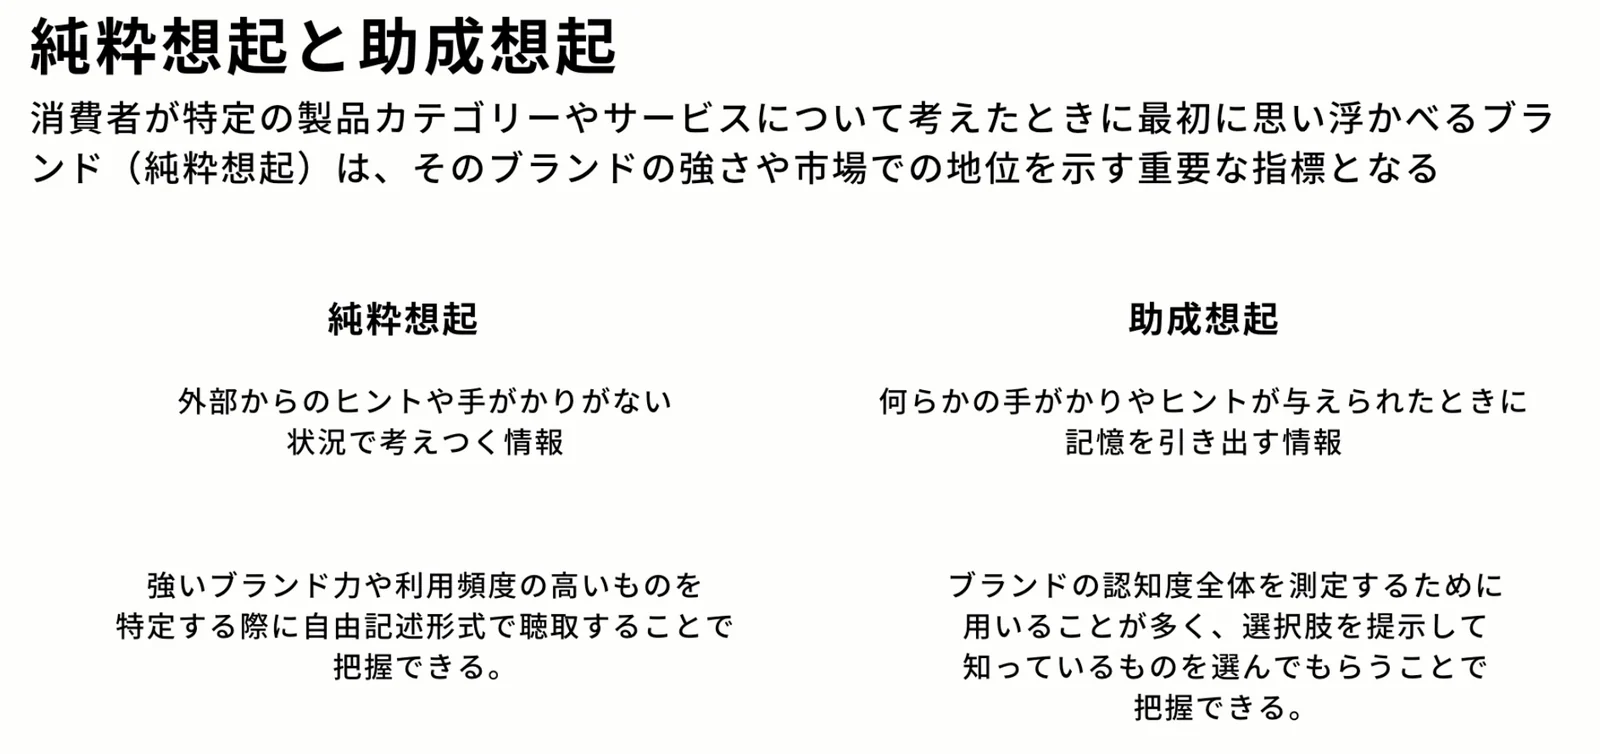 純粋想起と助成想起
消費者が特定の製品カテゴリーやサービスについて考えたときに最初に思い浮かべるブラ
ンド（純粋想起）は、そのブランドの強さや市場での地位を示す重要な指標となる
純粋想起
外部からのヒントや手がかりがない
状況で考えつく情報
強いブランド力や利用頻度の高いものを
特定する際に自由記述形式で聴取することで
把握できる。
助成想起
何らかの手がかりやヒントが与えられたときに
記憶を引き出す情報
ブランドの認知度全体を測定するために
用いることが多く、選択肢を提示して
知っているものを選んでもらうことで
把握できる。